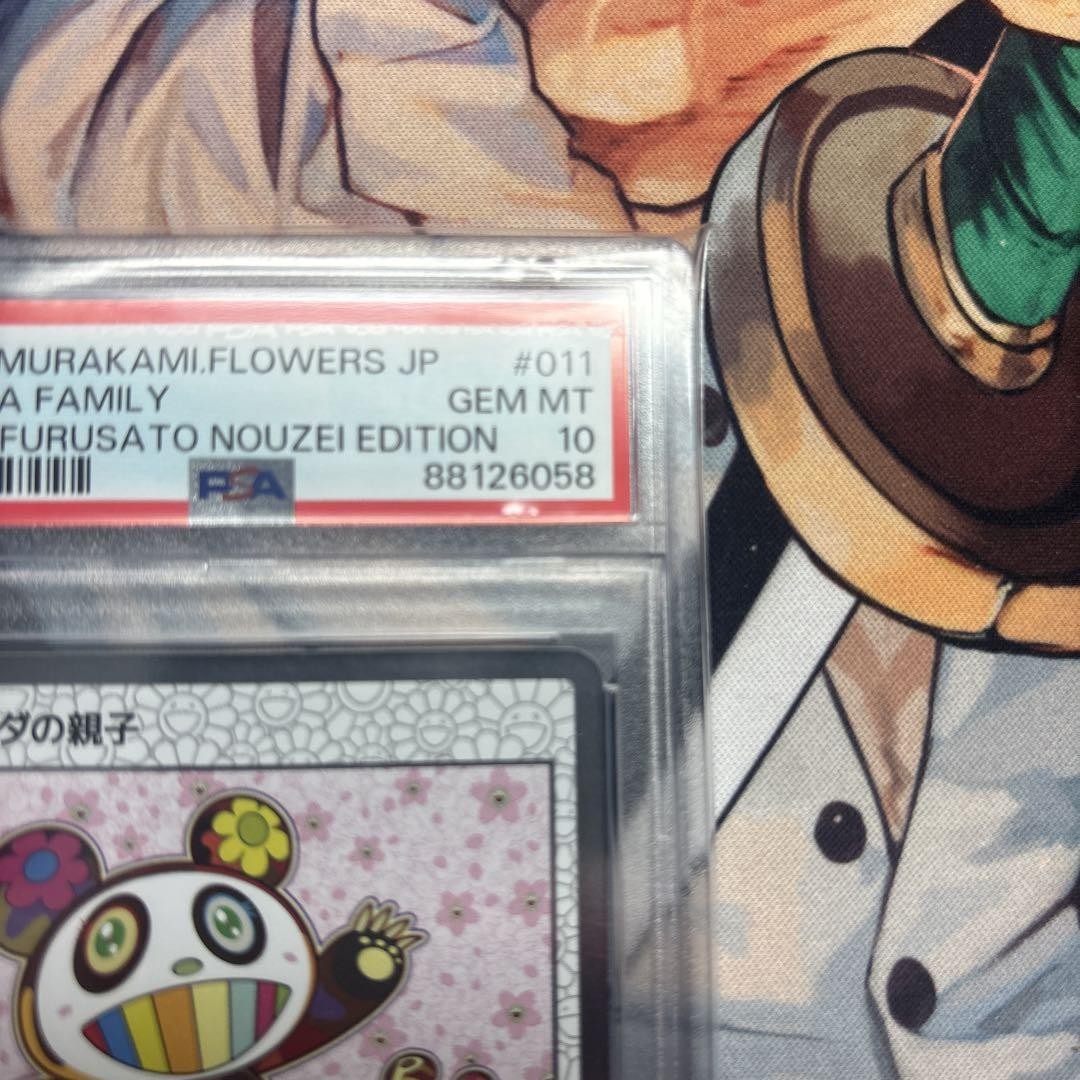 MURAKAMI.FLOWERS JP #011
A FAMILY GEM MT
FURUSATO NOUZEI EDITION 10
PSA 88126058
ダの親子